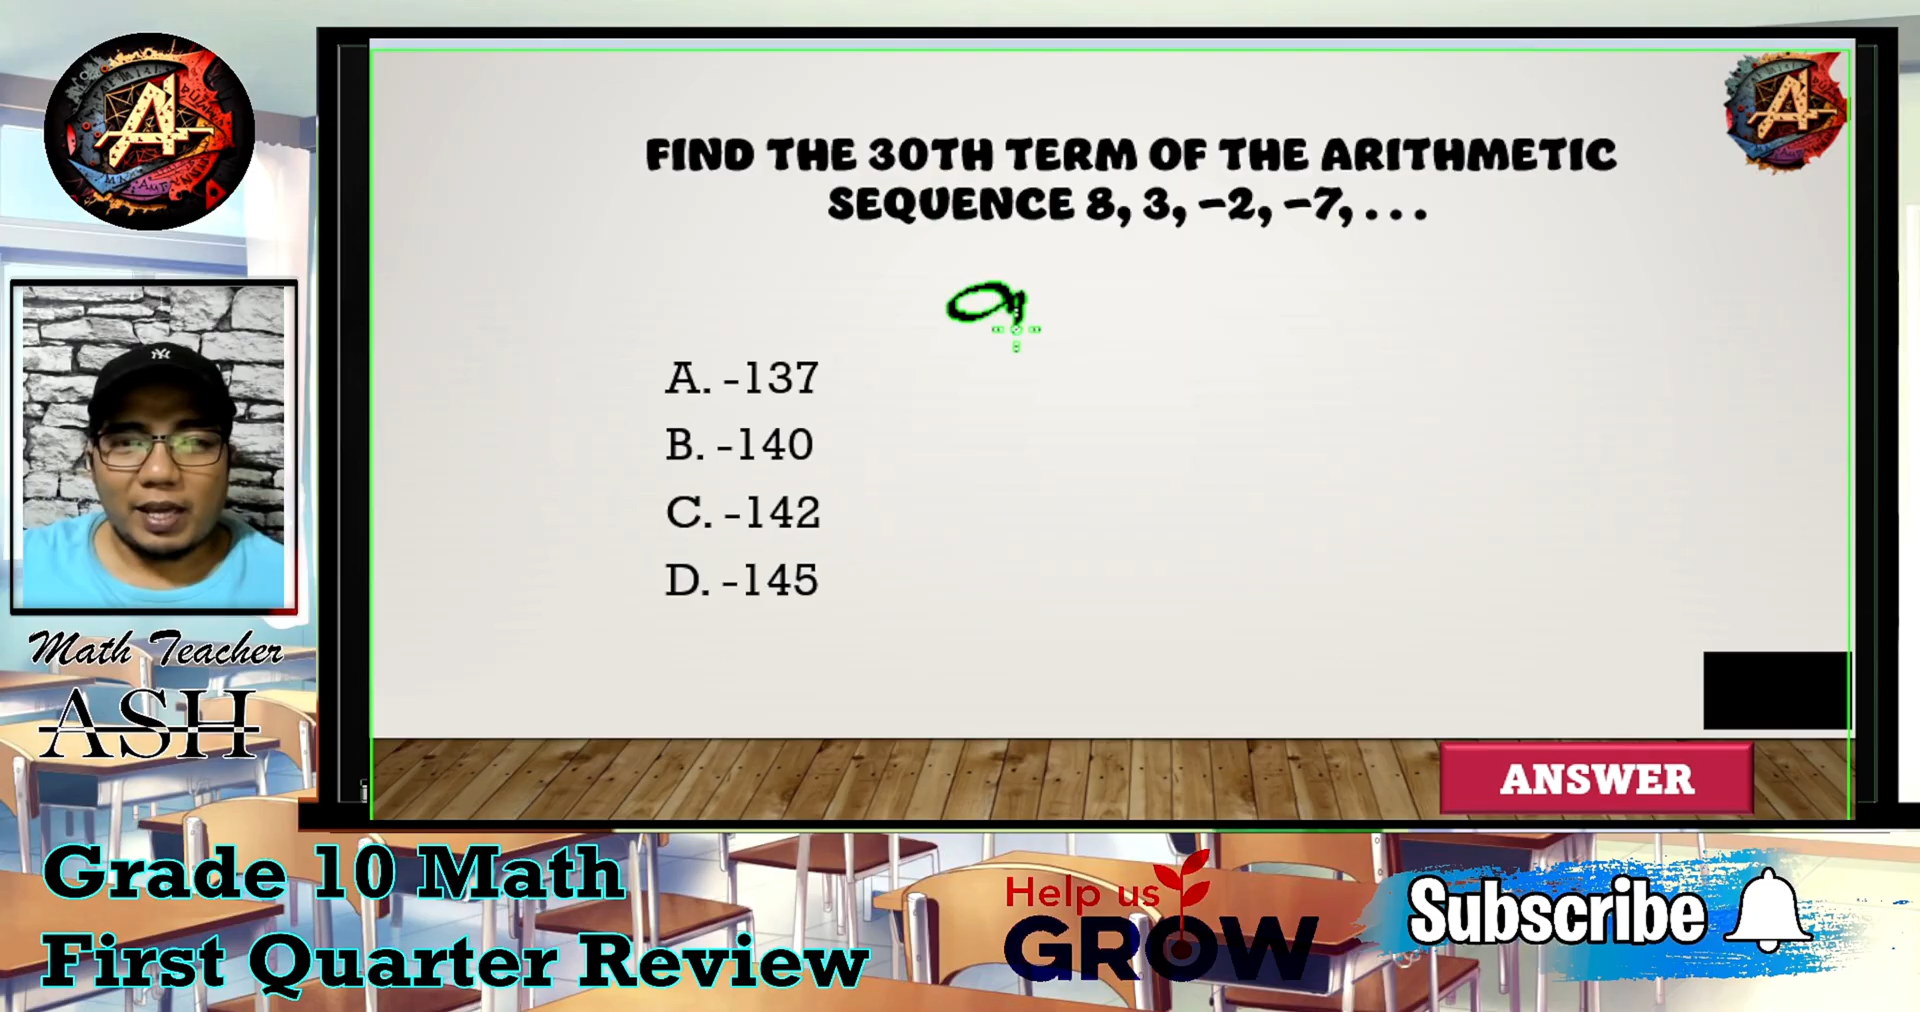 FIND THE 30TH TERM OF THE ARITHMETIC
SEQUENCE 8, 3, –2, –7, . . .
a
A. -137
B. -140
C. -142
D. -145
ANSWER
Math Teacher
ASH
Grade 10 Math
First Quarter Review
Help us
GROW
Subscribe